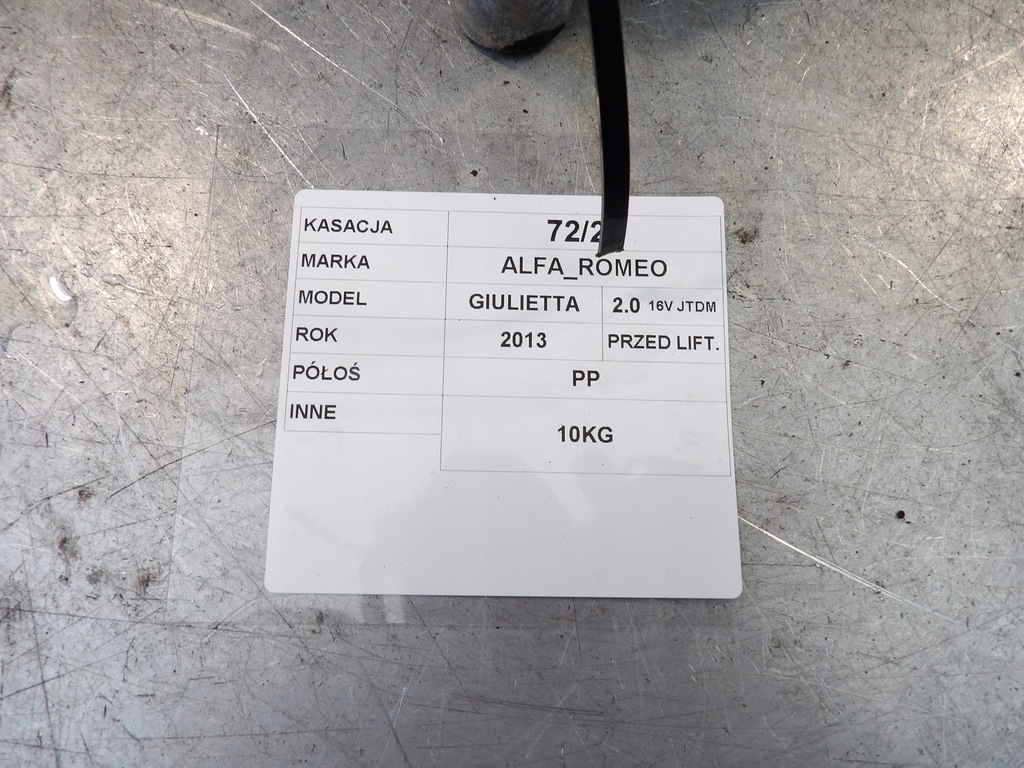 KASACJA 72/2
MARKA ALFA_ROMEO
MODEL GIULIETTA 2.0 16V JTDM
ROK 2013 PRZED LIFT.
PÓŁOŚ PP
INNE 10KG